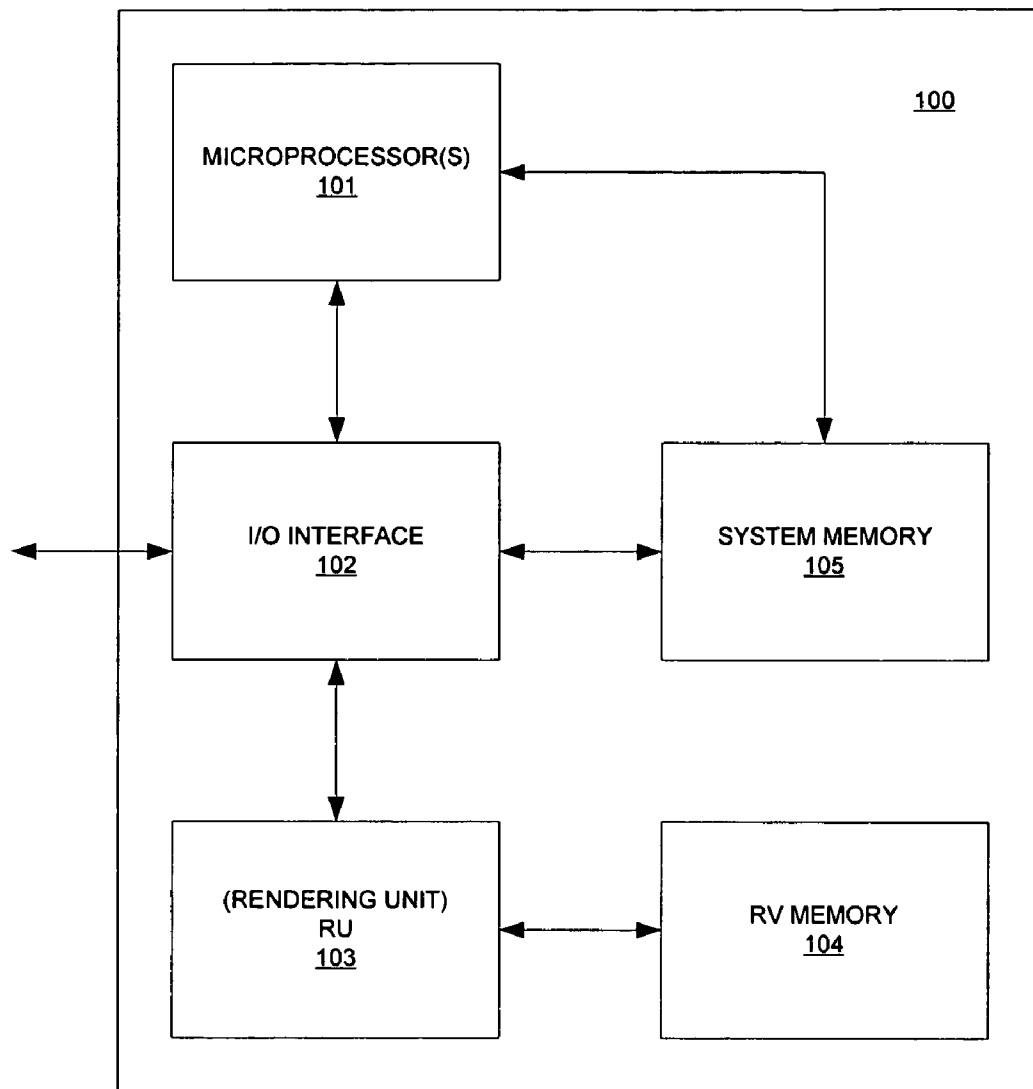 100
MICROPROCESSOR(S)
101
I/O INTERFACE
102
SYSTEM MEMORY
105
(RENDERING UNIT)
RU
103
RV MEMORY
104